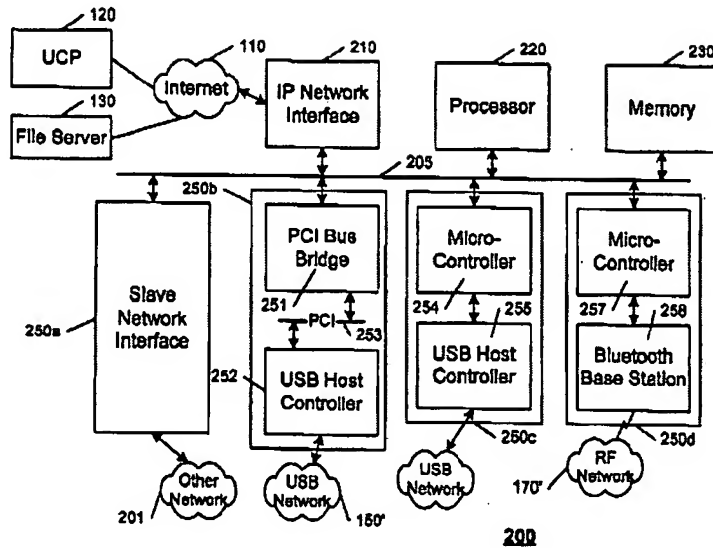 120
110
210
220
230
UCP
Internet
IP Network
Interface
Processor
Memory
130
File Server
205
250b
PCI Bus
Bridge
Micro-
Controller
Micro-
Controller
Slave
Network
Interface
250a
251
PCI
253
254
255
257
258
252
USB Host
Controller
USB Host
Controller
Bluetooth
Base Station
250c
250d
Other
Network
201
USB
Network
150'
USB
Network
RF
Network
170'
200